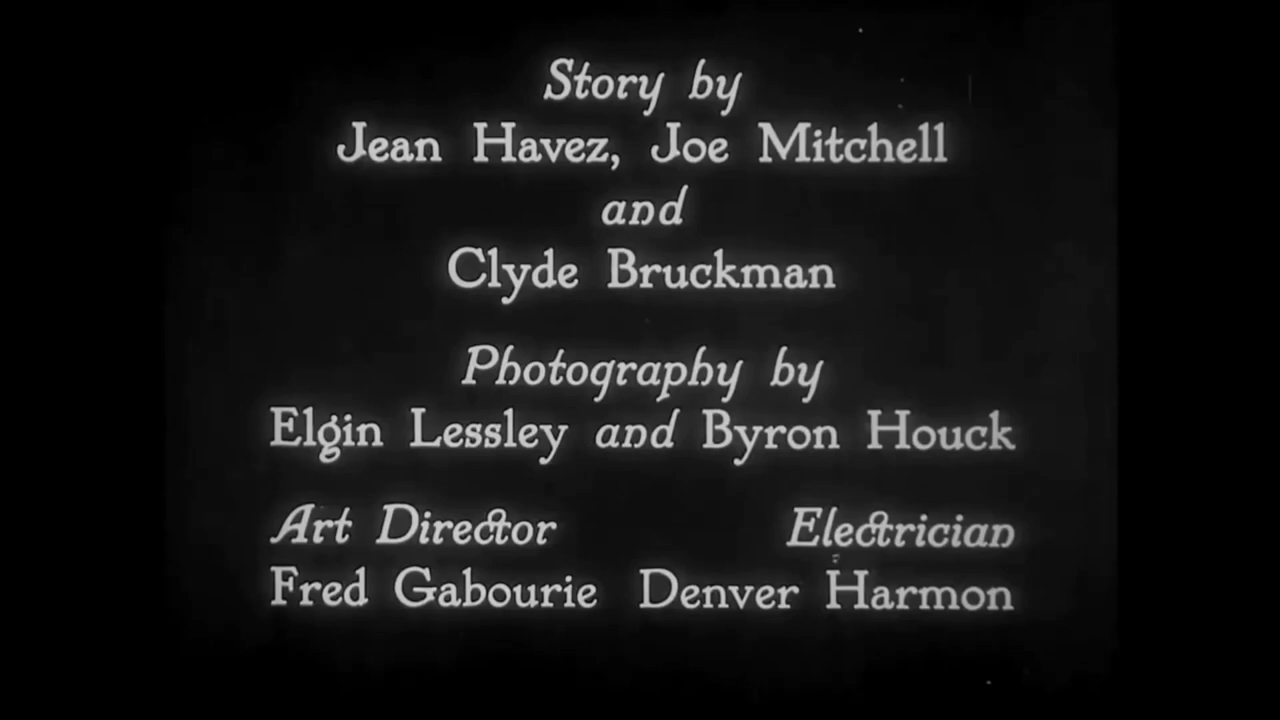 Story by
Jean Havez, Joe Mitchell
and
Clyde Bruckman
Photography by
Elgin Lessley and Byron Houck
Art Director Electrician
Fred Gabourie Denver Harmon